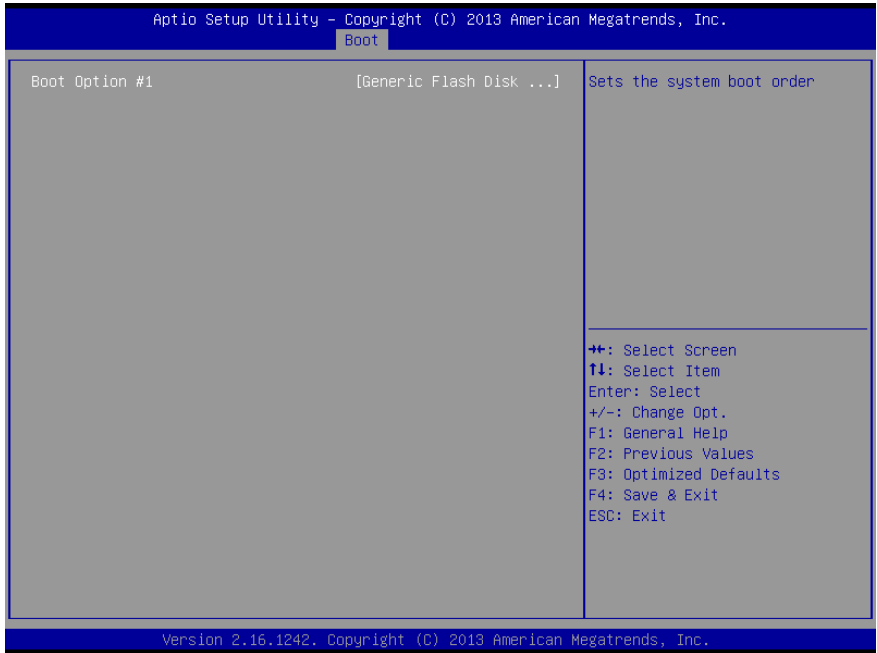 Aptio Setup Utility – Copyright (C) 2013 American Megatrends, Inc.
Boot
Boot Option #1 [Generic Flash Disk ...]
Sets the system boot order
→←: Select Screen
↑↓: Select Item
Enter: Select
+/-: Change Opt.
F1: General Help
F2: Previous Values
F3: Optimized Defaults
F4: Save & Exit
ESC: Exit
Version 2.16.1242. Copyright (C) 2013 American Megatrends, Inc.